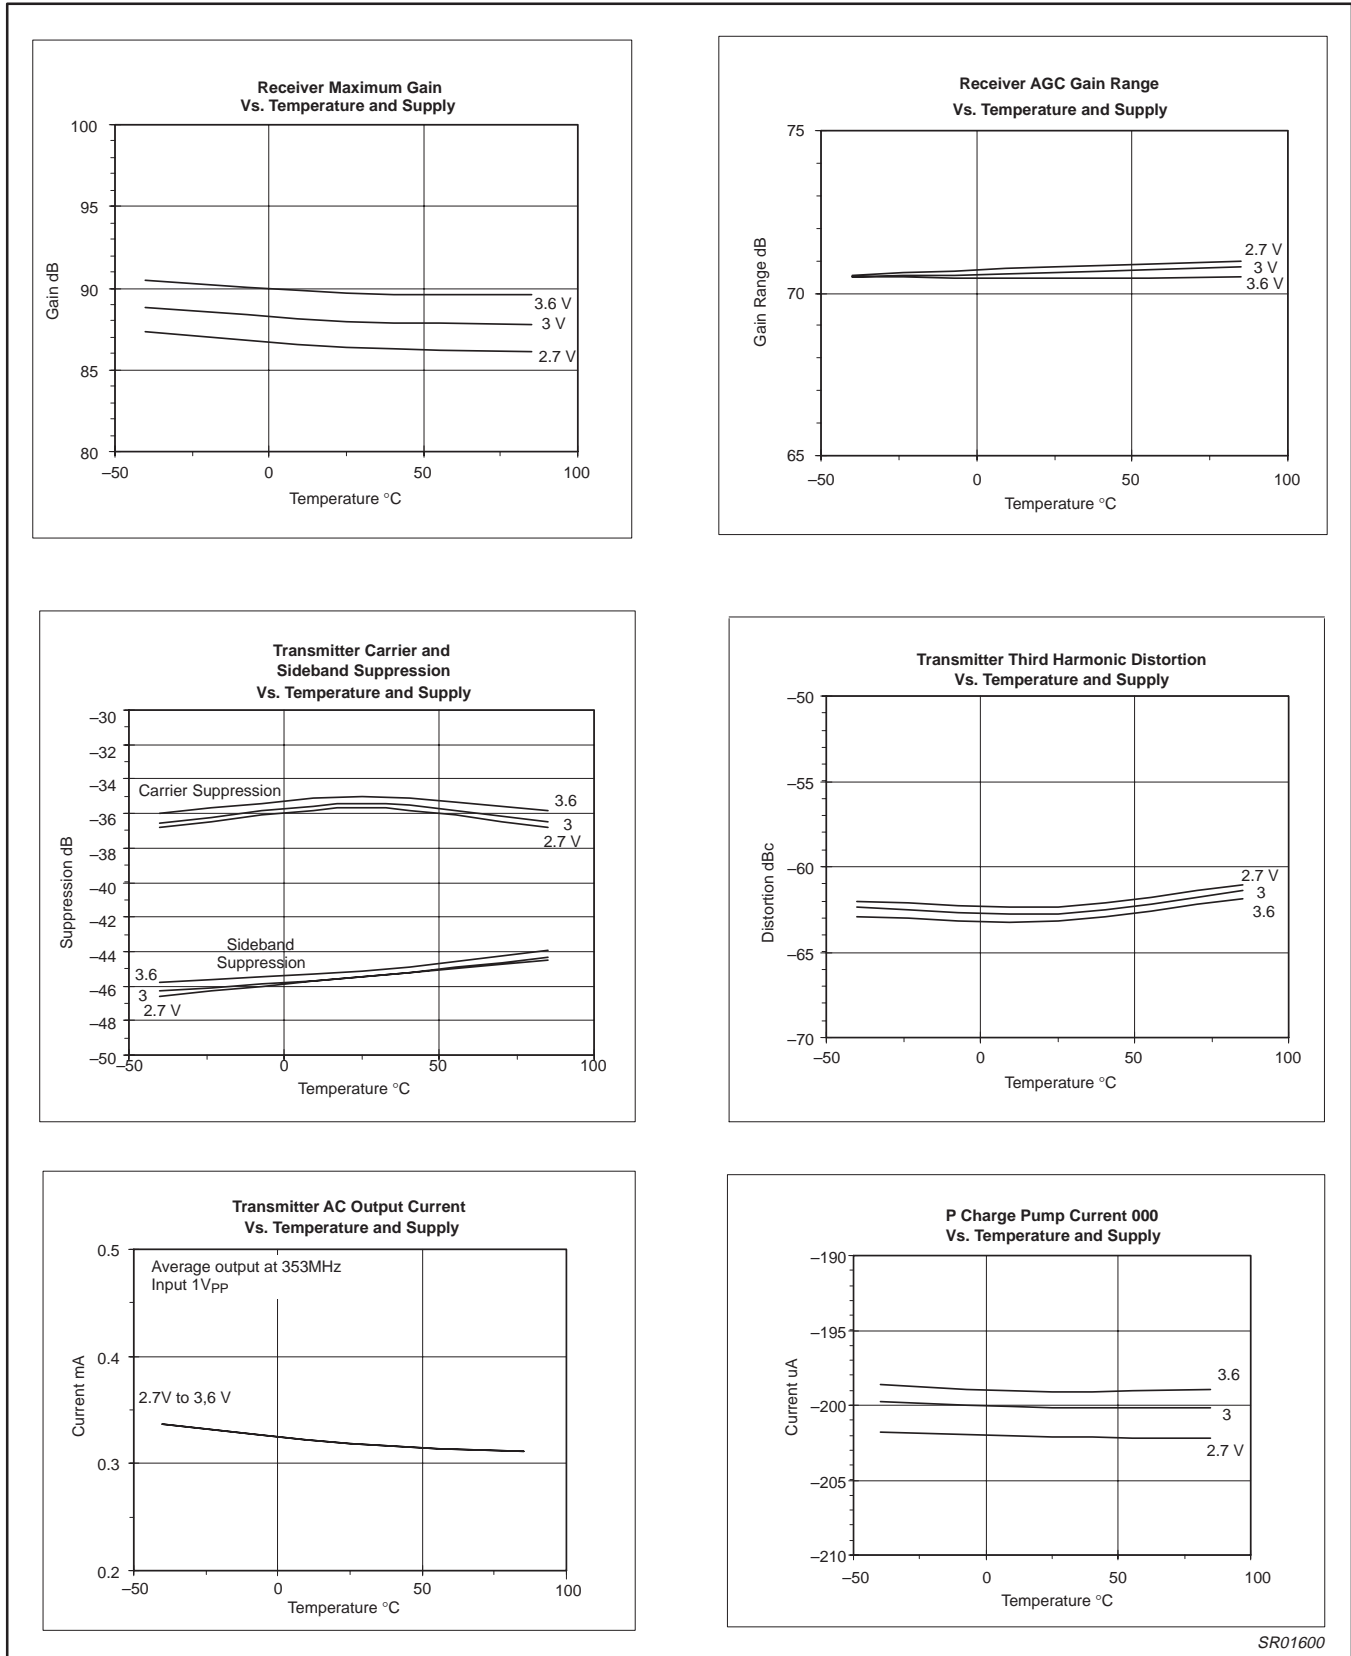 Receiver Maximum Gain
Vs. Temperature and Supply
100
95
90
85
80
Gain dB
3.6 V
3 V
2.7 V
–50
0
50
100
Temperature °C
Receiver AGC Gain Range
Vs. Temperature and Supply
75
70
65
Gain Range dB
2.7 V
3 V
3.6 V
–50
0
50
100
Temperature °C
Transmitter Carrier and
Sideband Suppression
Vs. Temperature and Supply
–30
–32
–34
–36
–38
–40
–42
–44
–46
–48
–50
Suppression dB
Carrier Suppression
3.6
3
2.7 V
Sideband
Suppression
3.6
3
2.7 V
–50
0
50
100
Temperature °C
Transmitter Third Harmonic Distortion
Vs. Temperature and Supply
–50
–55
–60
–65
–70
Distortion dBc
2.7 V
3
3.6
–50
0
50
100
Temperature °C
Transmitter AC Output Current
Vs. Temperature and Supply
0.5
0.4
0.3
0.2
Current mA
Average output at 353MHz
Input 1VPP
2.7V to 3,6 V
–50
0
50
100
Temperature °C
P Charge Pump Current 000
Vs. Temperature and Supply
–190
–195
–200
–205
–210
Current uA
3.6
3
2.7 V
–50
0
50
100
Temperature °C
SR01600